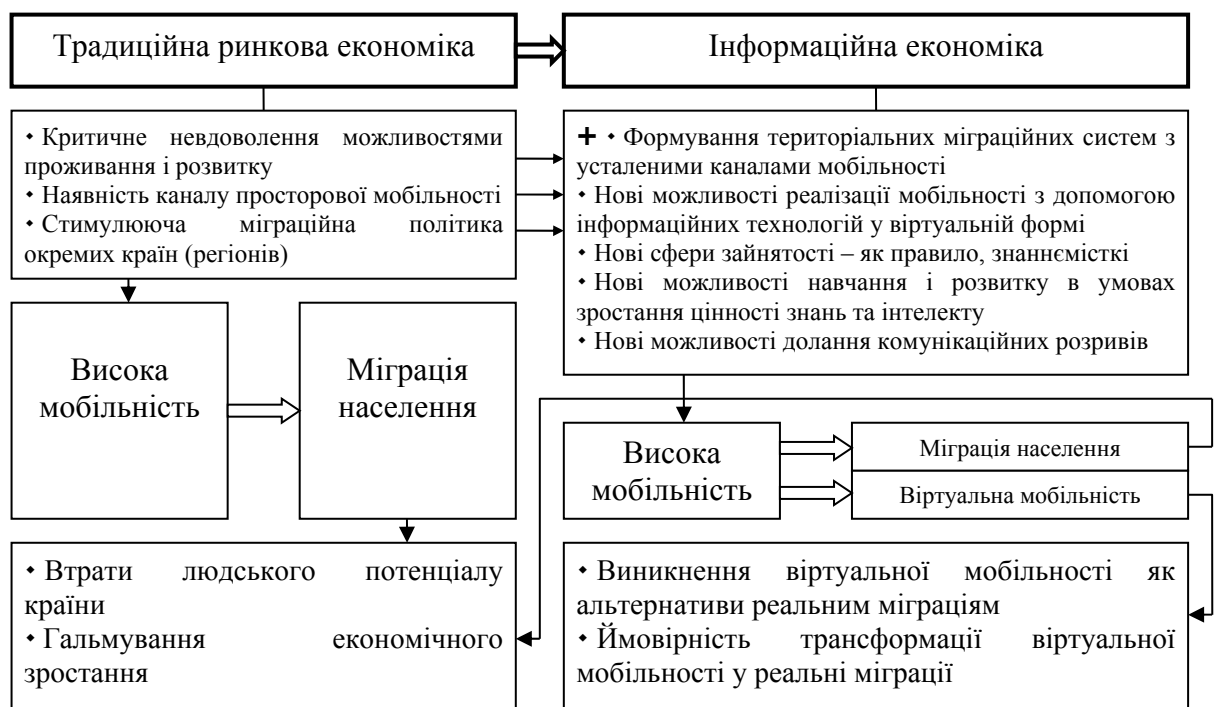 Традиційна ринкова економіка
Інформаційна економіка
• Критичне невдоволення можливостями
проживання і розвитку
• Наявність каналу просторової мобільності
• Стимулююча міграційна політика
окремих країн (регіонів)
+ • Формування територіальних міграційних систем з
усталеними каналами мобільності
• Нові можливості реалізації мобільності з допомогою
інформаційних технологій у віртуальній формі
• Нові сфери зайнятості – як правило, знаннємісткі
• Нові можливості навчання і розвитку в умовах
зростання цінності знань та інтелекту
• Нові можливості долання комунікаційних розривів
Висока
мобільність
Міграція
населення
Висока
мобільність
Міграція населення
Віртуальна мобільність
• Втрати людського потенціалу
країни
• Гальмування економічного
зростання
• Виникнення віртуальної мобільності як
альтернативи реальним міграціям
• Ймовірність трансформації віртуальної
мобільності у реальні міграції